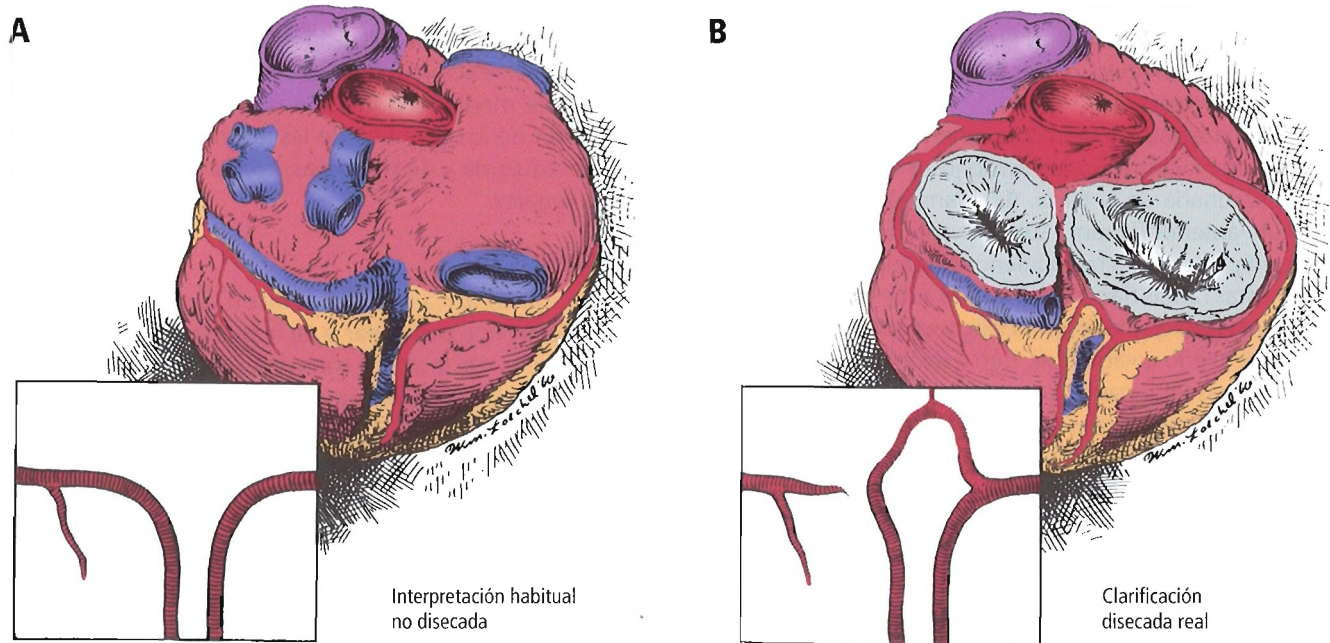 A
B
Interpretación habitual
no disecada
Clarificación
disecada real